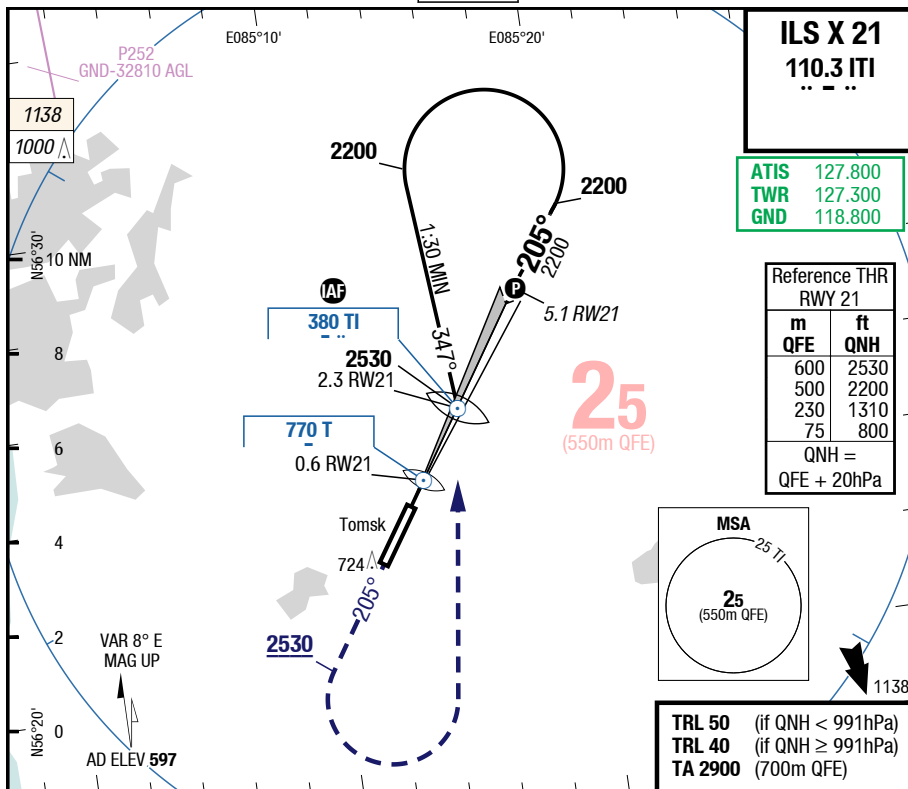 E085°10'
E085°20'
ILS X 21
110.3 ITI
P252
GND-32810 AGL
1138
1000
2200
2200
ATIS 127.800
TWR 127.300
GND 118.800
205°
2200
1:30 MIN
347°
N56°30'
10 NM
IAF
380 TI
P
5.1 RW21
Reference THR
RWY 21
m ft
QFE QNH
600 2530
500 2200
230 1310
75 800
QNH =
QFE + 20hPa
8
2530
2.3 RW21
25
(550m QFE)
770 T
6
0.6 RW21
Tomsk
4
724
205°
MSA
25 TI
25
(550m QFE)
2
VAR 8° E
MAG UP
2530
1138
N56°20'
0
AD ELEV 597
TRL 50 (if QNH < 991hPa)
TRL 40 (if QNH ≥ 991hPa)
TA 2900 (700m QFE)